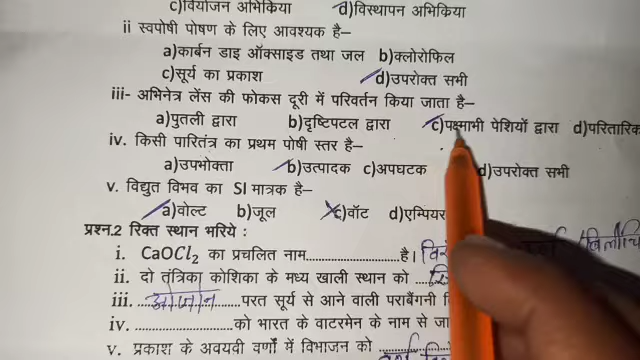 c)वियोजन अभिक्रिया d)विस्थापन अभिक्रिया
ii स्वपोषी पोषण के लिए आवश्यक है–
a)कार्बन डाइ ऑक्साइड तथा जल b)क्लोरोफिल
c)सूर्य का प्रकाश d)उपरोक्त सभी
iii- अभिनेत्र लेंस की फोकस दूरी में परिवर्तन किया जाता है–
a)पुतली द्वारा b)दृष्टिपटल द्वारा c)पक्ष्माभी पेशियों द्वारा d)परितारिक
iv. किसी पारितंत्र का प्रथम पोषी स्तर है–
a)उपभोक्ता b)उत्पादक c)अपघटक d)उपरोक्त सभी
v. विद्युत विभव का SI मात्रक है–
a)वोल्ट b)जूल c)वॉट d)एम्पियर
प्रश्न.2 रिक्त स्थान भरिये :
i. CaOCl₂ का प्रचलित नाम....................है।
ii. दो तंत्रिका कोशिका के मध्य खाली स्थान को
iii. ओजोन परत सूर्य से आने वाली पराबैंगनी
iv. ....................को भारत के वाटरमेन के नाम से जा
v. प्रकाश के अवयवी वर्णों में विभाजन को